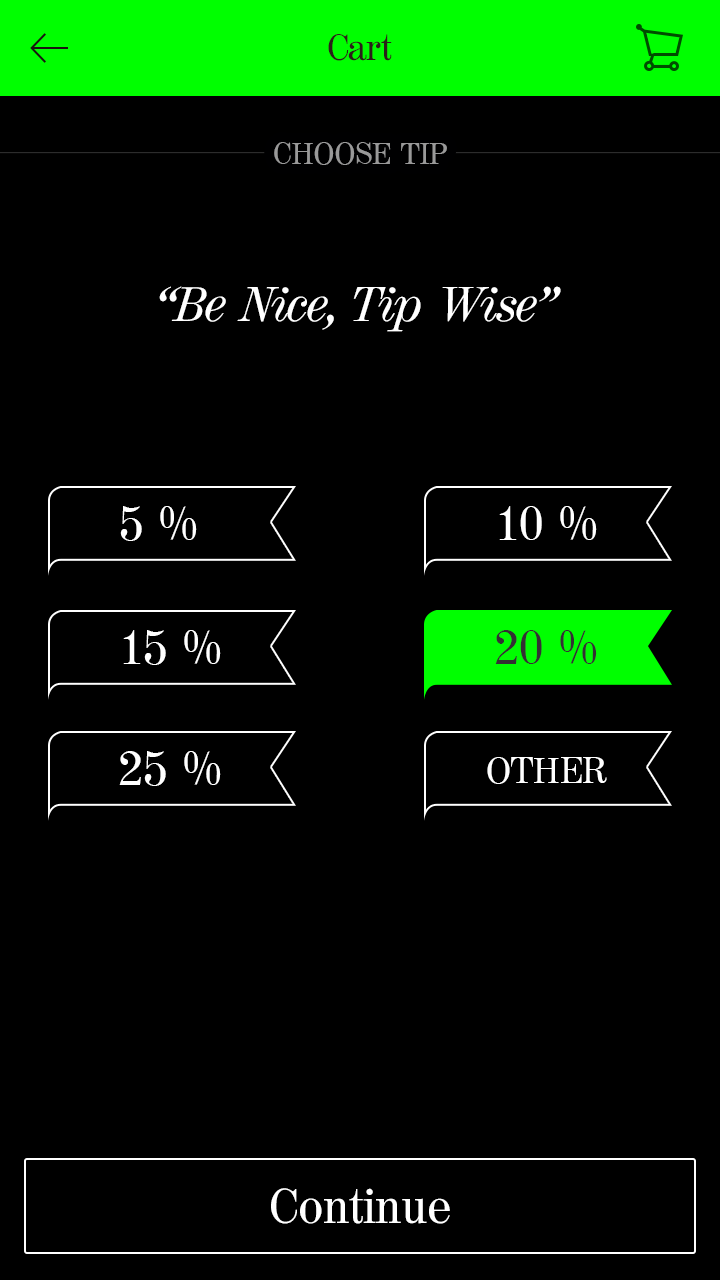 Cart
CHOOSE TIP
“Be Nice, Tip Wise”
5 %
10 %
15 %
20 %
25 %
OTHER
Continue